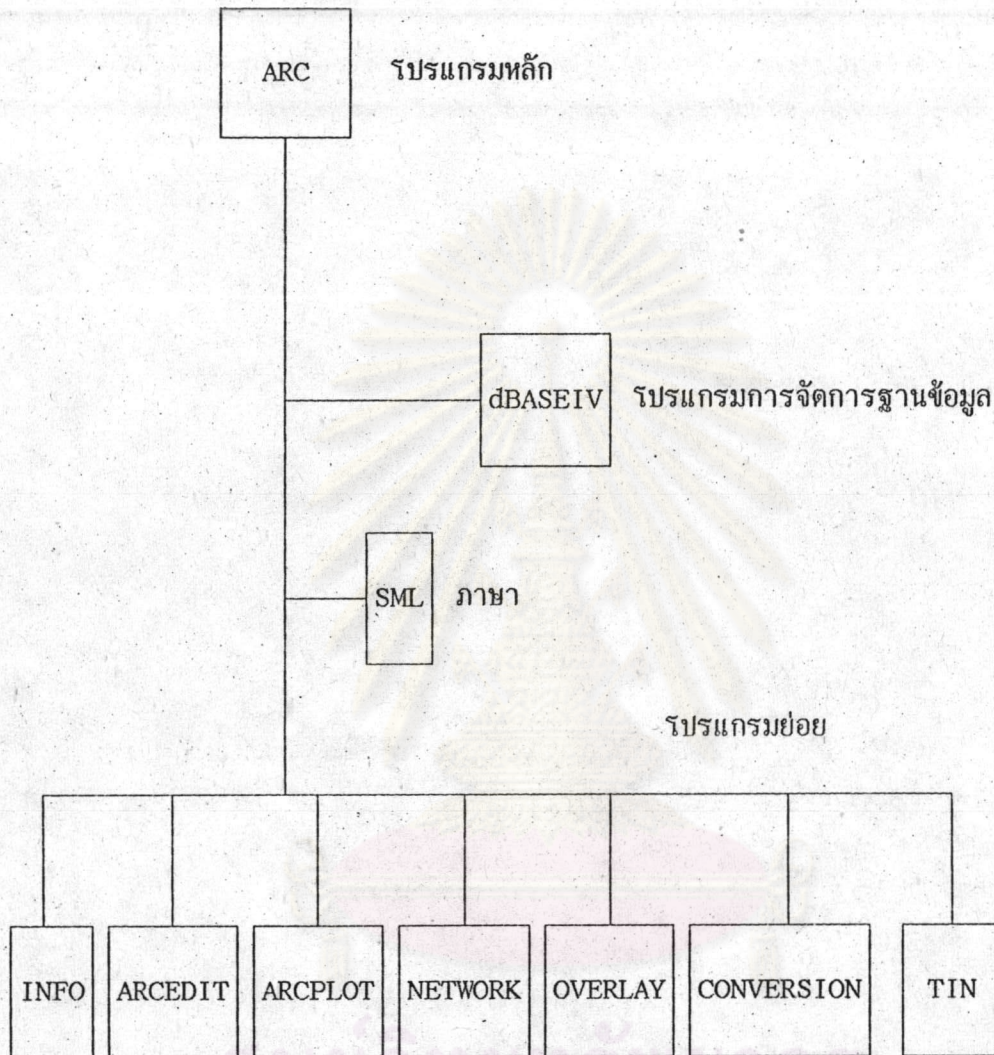 ARC โปรแกรมหลัก
dBASEIV โปรแกรมการจัดการฐานข้อมูล
SML ภาษา
โปรแกรมย่อย
INFO ARCEDIT ARCPLOT NETWORK OVERLAY CONVERSION TIN